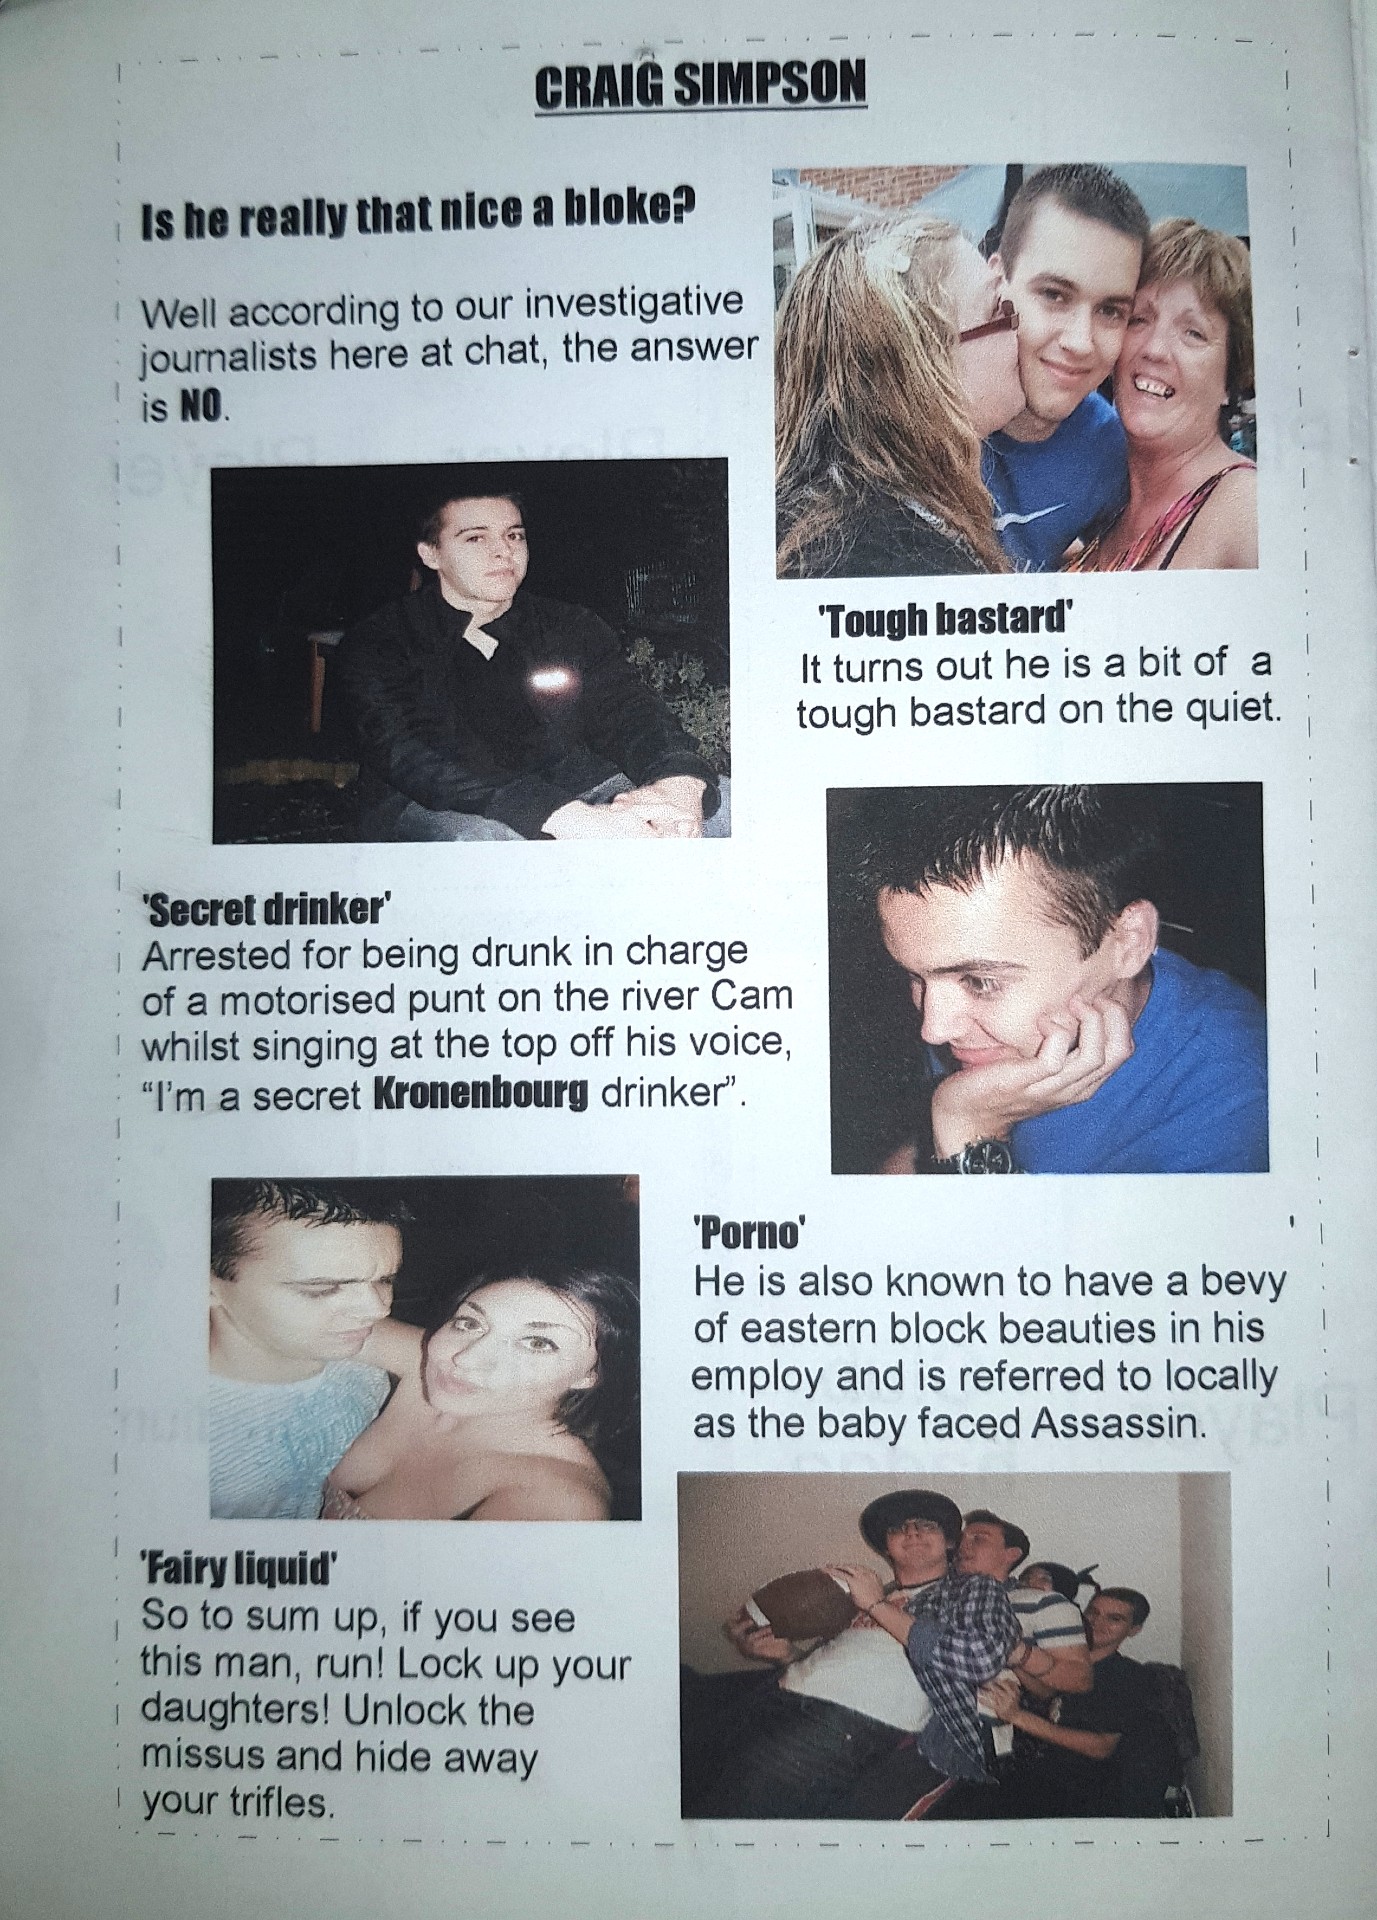 CRAIG SIMPSON
Is he really that nice a bloke?
Well according to our investigative
journalists here at chat, the answer
is NO.
'Tough bastard'
It turns out he is a bit of a
tough bastard on the quiet.
'Secret drinker'
Arrested for being drunk in charge
of a motorised punt on the river Cam
whilst singing at the top off his voice,
“I'm a secret Kronenbourg drinker”.
'Porno'
He is also known to have a bevy
of eastern block beauties in his
employ and is referred to locally
as the baby faced Assassin.
'Fairy liquid'
So to sum up, if you see
this man, run! Lock up your
daughters! Unlock the
missus and hide away
your trifles.